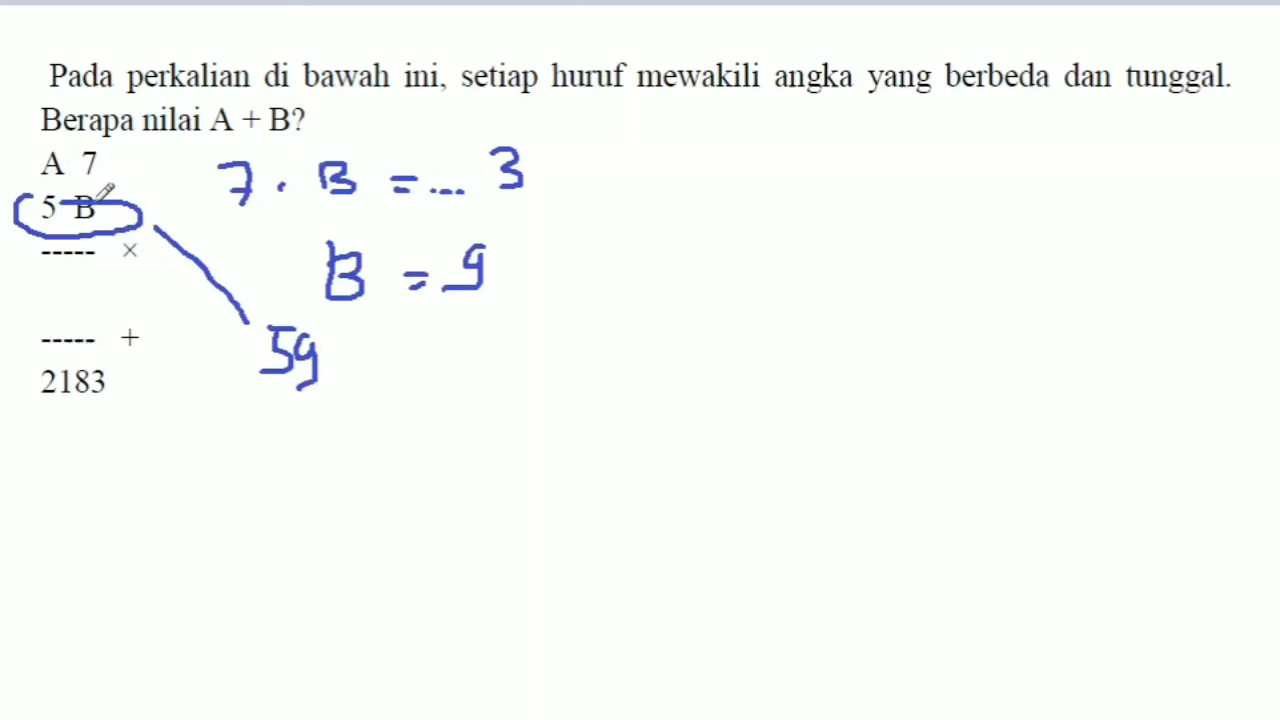 Pada perkalian di bawah ini, setiap huruf mewakili angka yang berbeda dan tunggal.
Berapa nilai A + B?
A 7
5 B
----- ×
----- +
2183
7 . B = ... 3
B = 9
59